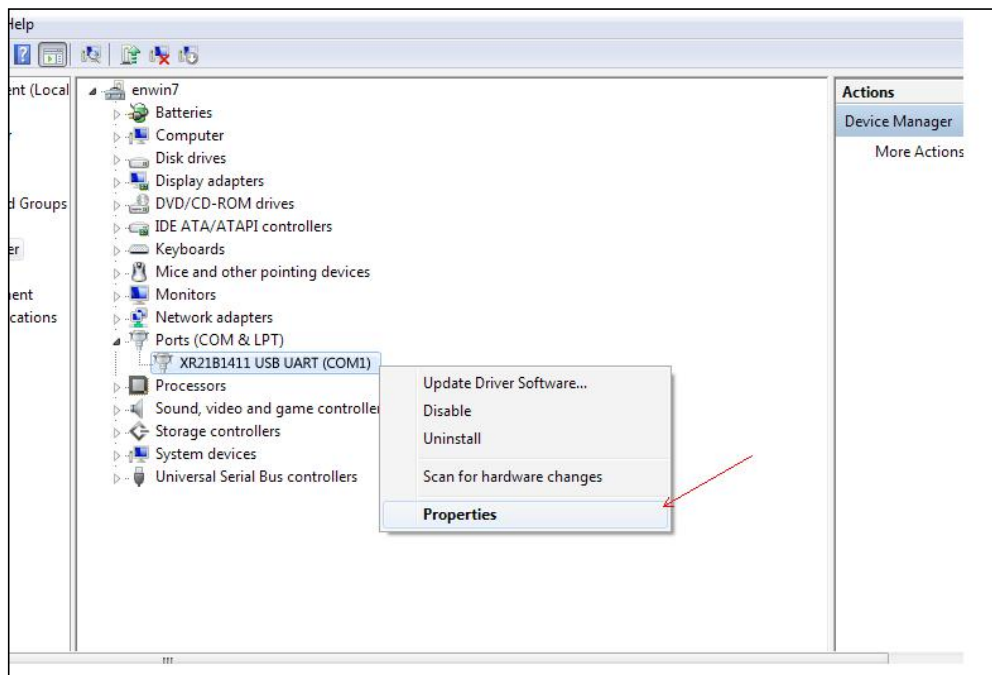 Help
ent (Local
d Groups
er
nent
cations
enwin7
Batteries
Computer
Disk drives
Display adapters
DVD/CD-ROM drives
IDE ATA/ATAPI controllers
Keyboards
Mice and other pointing devices
Monitors
Network adapters
Ports (COM & LPT)
XR21B1411 USB UART (COM1)
Processors
Sound, video and game controller
Storage controllers
System devices
Universal Serial Bus controllers
Update Driver Software...
Disable
Uninstall
Scan for hardware changes
Properties
Actions
Device Manager
More Actions